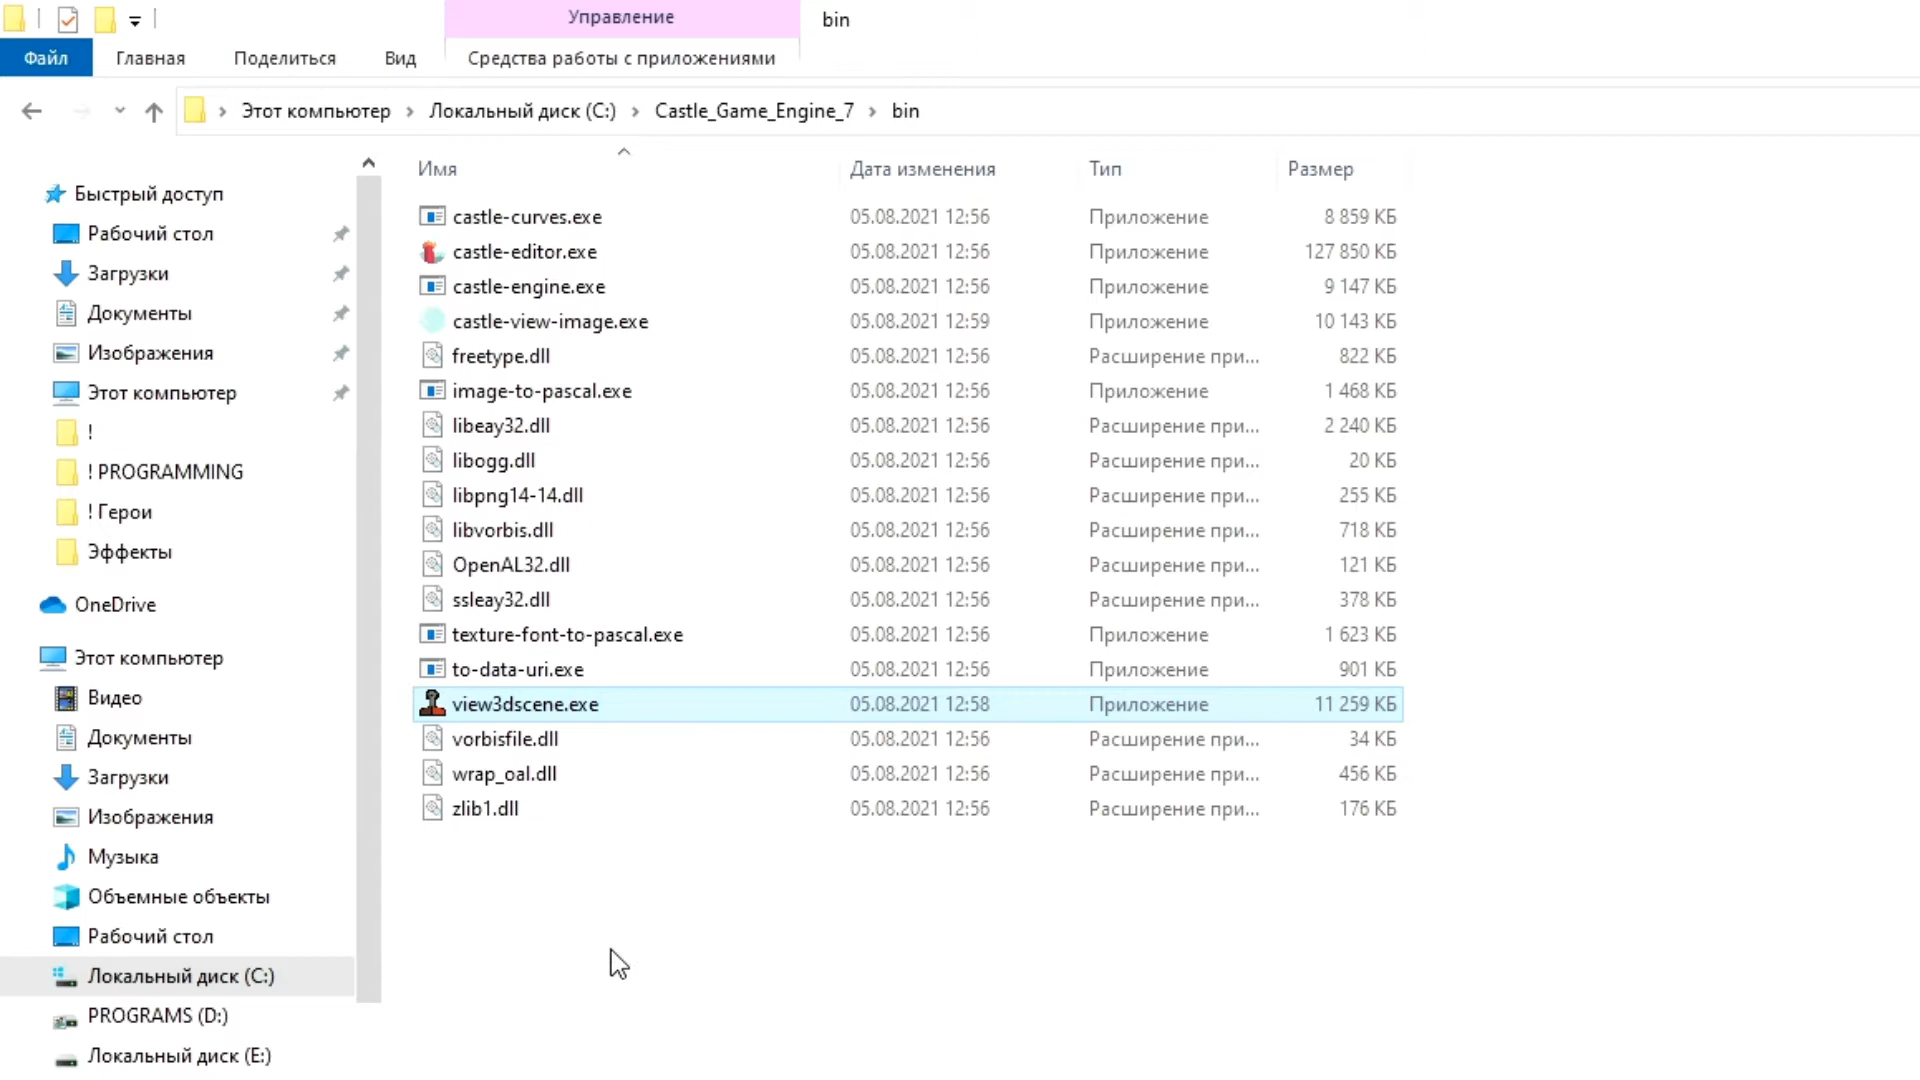 Управление
bin
Файл
Главная
Поделиться
Вид
Средства работы с приложениями
Этот компьютер
Локальный диск (C:)
Castle_Game_Engine_7
bin
Имя
Дата изменения
Тип
Размер
Быстрый доступ
Рабочий стол
Загрузки
Документы
Изображения
Этот компьютер
!
! PROGRAMMING
! Герои
Эффекты
OneDrive
Этот компьютер
Видео
Документы
Загрузки
Изображения
Музыка
Объемные объекты
Рабочий стол
Локальный диск (C:)
PROGRAMS (D:)
Локальный диск (E:)
castle-curves.exe 05.08.2021 12:56 Приложение 8 859 КБ
castle-editor.exe 05.08.2021 12:56 Приложение 127 850 КБ
castle-engine.exe 05.08.2021 12:56 Приложение 9 147 КБ
castle-view-image.exe 05.08.2021 12:59 Приложение 10 143 КБ
freetype.dll 05.08.2021 12:56 Расширение при... 822 КБ
image-to-pascal.exe 05.08.2021 12:56 Приложение 1 468 КБ
libeay32.dll 05.08.2021 12:56 Расширение при... 2 240 КБ
libogg.dll 05.08.2021 12:56 Расширение при... 20 КБ
libpng14-14.dll 05.08.2021 12:56 Расширение при... 255 КБ
libvorbis.dll 05.08.2021 12:56 Расширение при... 718 КБ
OpenAL32.dll 05.08.2021 12:56 Расширение при... 121 КБ
ssleay32.dll 05.08.2021 12:56 Расширение при... 378 КБ
texture-font-to-pascal.exe 05.08.2021 12:56 Приложение 1 623 КБ
to-data-uri.exe 05.08.2021 12:56 Приложение 901 КБ
view3dscene.exe 05.08.2021 12:58 Приложение 11 259 КБ
vorbisfile.dll 05.08.2021 12:56 Расширение при... 34 КБ
wrap_oal.dll 05.08.2021 12:56 Расширение при... 456 КБ
zlib1.dll 05.08.2021 12:56 Расширение при... 176 КБ